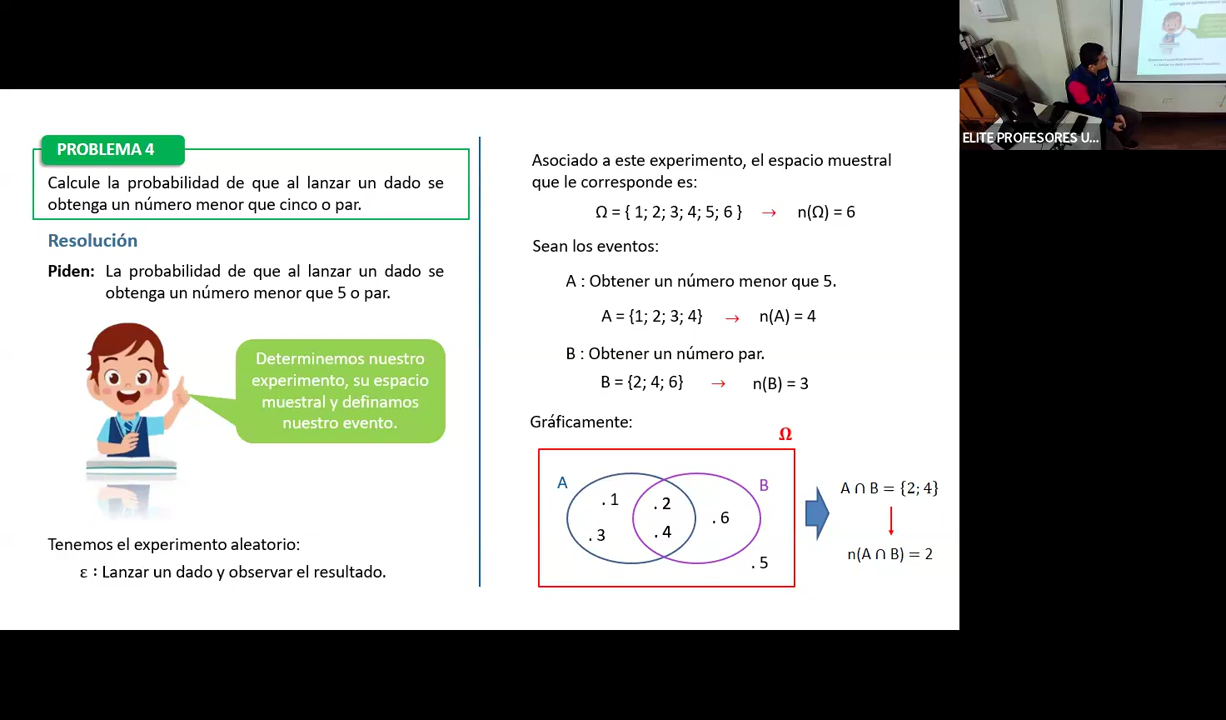 PROBLEMA 4
Calcule la probabilidad de que al lanzar un dado se
obtenga un número menor que cinco o par.
Resolución
Piden: La probabilidad de que al lanzar un dado se
obtenga un número menor que 5 o par.
Determinemos nuestro
experimento, su espacio
muestral y definamos
nuestro evento.
Tenemos el experimento aleatorio:
ε : Lanzar un dado y observar el resultado.
Asociado a este experimento, el espacio muestral
que le corresponde es:
Ω = { 1; 2; 3; 4; 5; 6 } → n(Ω) = 6
Sean los eventos:
A : Obtener un número menor que 5.
A = {1; 2; 3; 4} → n(A) = 4
B : Obtener un número par.
B = {2; 4; 6} → n(B) = 3
Gráficamente:
Ω
A
B
. 1
. 2
. 3
. 4
. 6
. 5
A ∩ B = {2; 4}
n(A ∩ B) = 2
ELITE PROFESORES U...